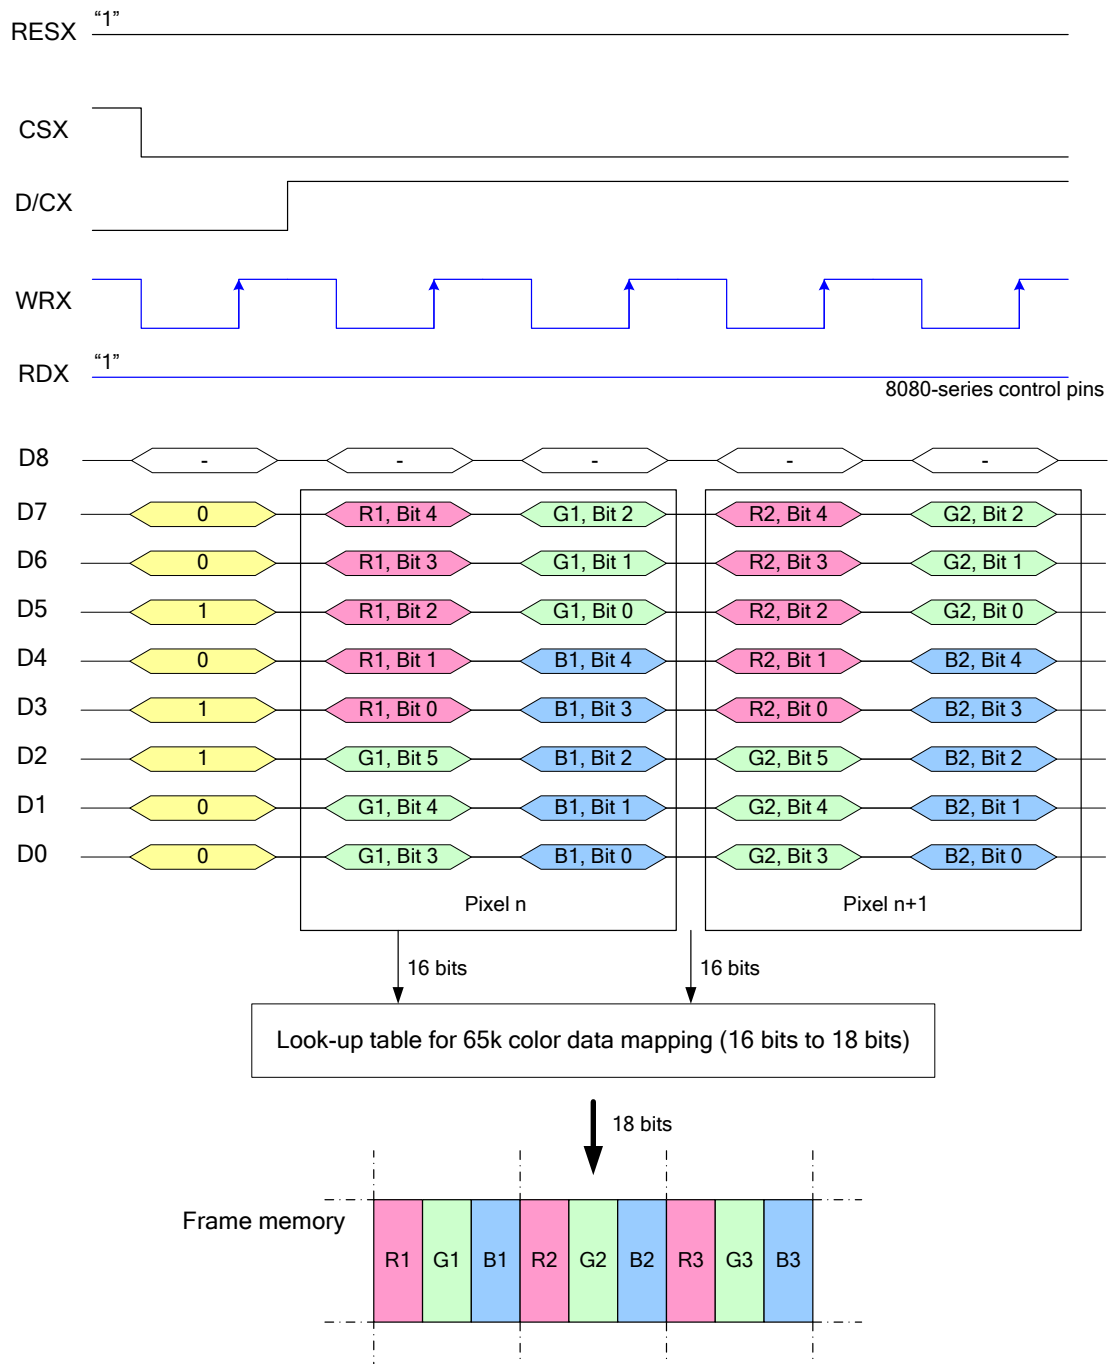 RESX “1”
CSX
D/CX
WRX
RDX “1”
8080-series control pins
D8 - - - - -
D7 0 R1, Bit 4 G1, Bit 2 R2, Bit 4 G2, Bit 2
D6 0 R1, Bit 3 G1, Bit 1 R2, Bit 3 G2, Bit 1
D5 1 R1, Bit 2 G1, Bit 0 R2, Bit 2 G2, Bit 0
D4 0 R1, Bit 1 B1, Bit 4 R2, Bit 1 B2, Bit 4
D3 1 R1, Bit 0 B1, Bit 3 R2, Bit 0 B2, Bit 3
D2 1 G1, Bit 5 B1, Bit 2 G2, Bit 5 B2, Bit 2
D1 0 G1, Bit 4 B1, Bit 1 G2, Bit 4 B2, Bit 1
D0 0 G1, Bit 3 B1, Bit 0 G2, Bit 3 B2, Bit 0
Pixel n Pixel n+1
16 bits 16 bits
Look-up table for 65k color data mapping (16 bits to 18 bits)
18 bits
Frame memory
R1 G1 B1 R2 G2 B2 R3 G3 B3